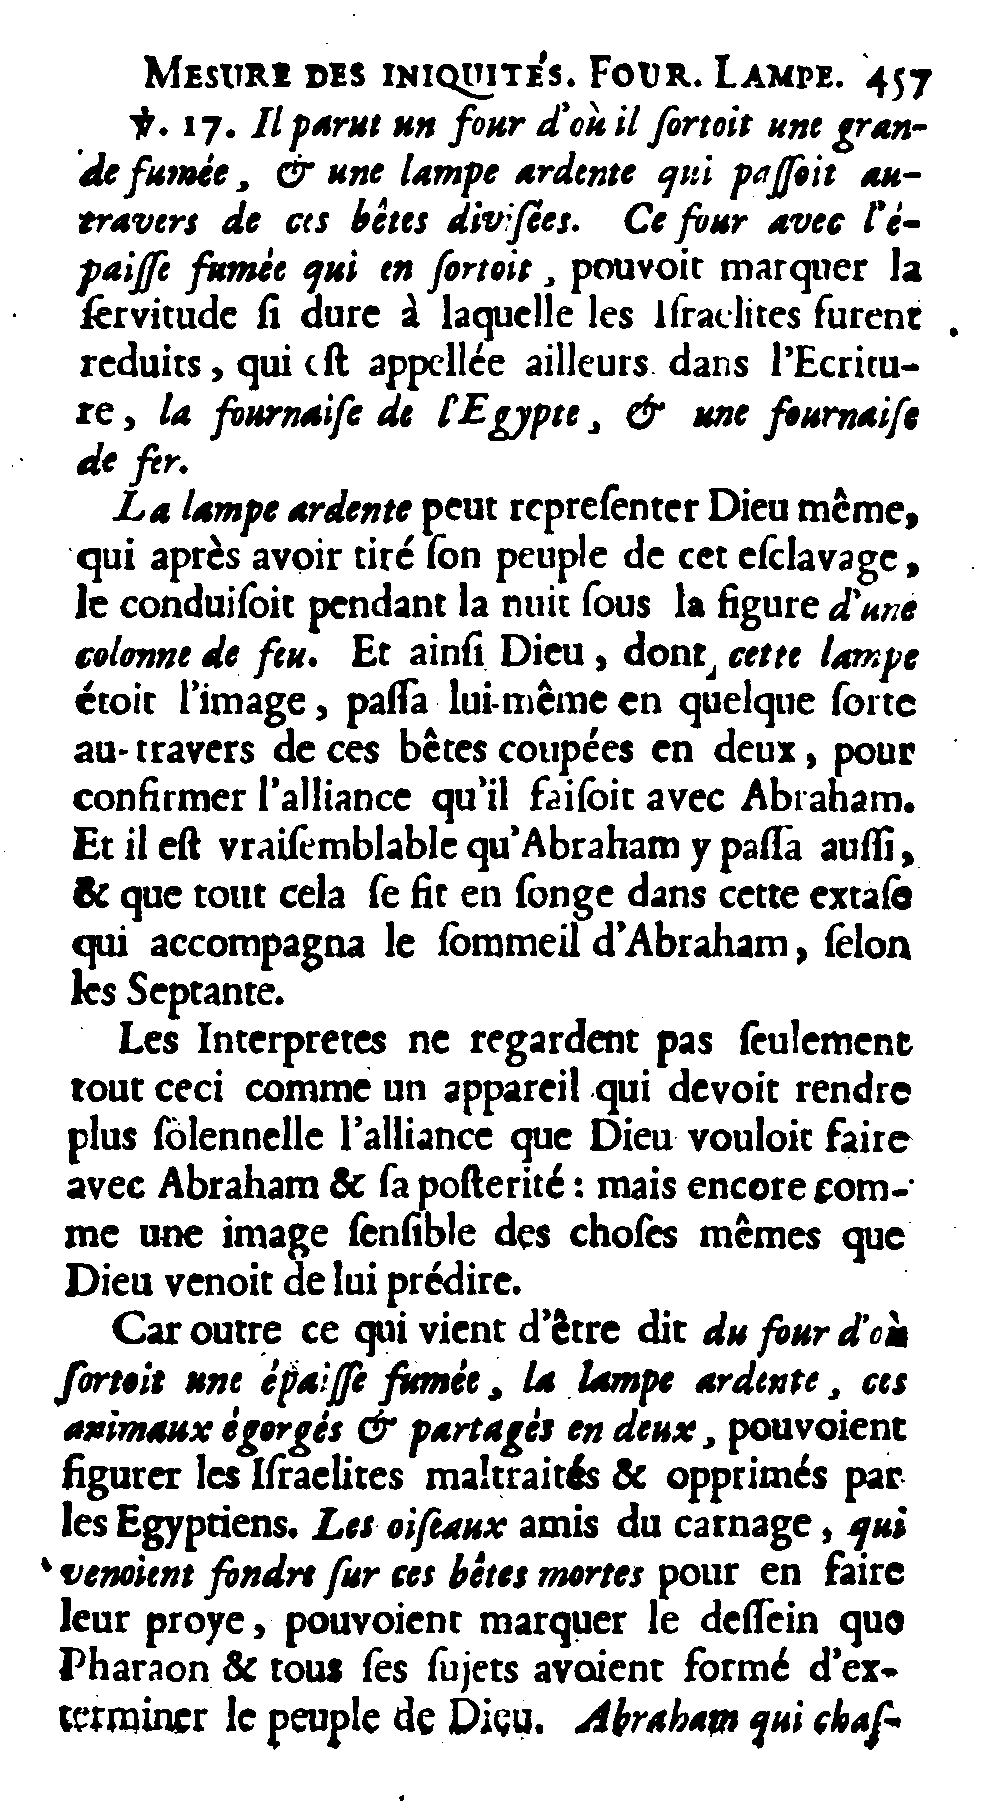 MESURE DES INIQUITÉS. FOUR. LAMPE. 457
℣. 17. Il parut un four d'où il ſortoit une gran-
de fumée, & une lampe ardente qui paſſoit au-
travers de ces bêtes diviſées. Ce four avec l'é-
paiſſe fumée qui en ſortoit, pouvoit marquer la
ſervitude ſi dure à laquelle les Iſraelites furent
reduits, qui eſt appellée ailleurs dans l'Ecritu-
re, la fournaiſe de l'Egypte, & une fournaiſe
de fer.
La lampe ardente peut repreſenter Dieu même,
qui après avoir tiré ſon peuple de cet eſclavage,
le conduiſoit pendant la nuit ſous la figure d'une
colonne de feu. Et ainſi Dieu, dont cette lampe
étoit l'image, paſſa lui-même en quelque ſorte
au-travers de ces bêtes coupées en deux, pour
confirmer l'alliance qu'il faiſoit avec Abraham.
Et il eſt vraiſemblable qu'Abraham y paſſa auſſi,
& que tout cela ſe fit en ſonge dans cette extaſe
qui accompagna le ſommeil d'Abraham, ſelon
les Septante.
Les Interpretes ne regardent pas ſeulement
tout ceci comme un appareil qui devoit rendre
plus ſolennelle l'alliance que Dieu vouloit faire
avec Abraham & ſa poſterité: mais encore com-
me une image ſenſible des choſes mêmes que
Dieu venoit de lui prédire.
Car outre ce qui vient d'être dit du four d'où
ſortoit une épaiſſe fumée, la lampe ardente, ces
animaux égorgés & partagés en deux, pouvoient
figurer les Iſraelites maltraités & opprimés par
les Egyptiens. Les oiſeaux amis du carnage, qui
venoient fondre ſur ces bêtes mortes pour en faire
leur proye, pouvoient marquer le deſſein que
Pharaon & tous ſes ſujets avoient formé d'ex-
terminer le peuple de Dieu. Abraham qui chaſ-